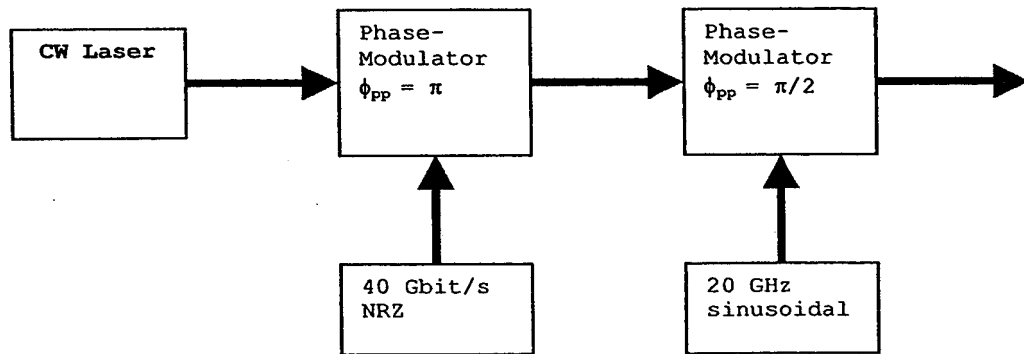 CW Laser
Phase-
Modulator
ϕpp = π
Phase-
Modulator
ϕpp = π/2
40 Gbit/s
NRZ
20 GHz
sinusoidal